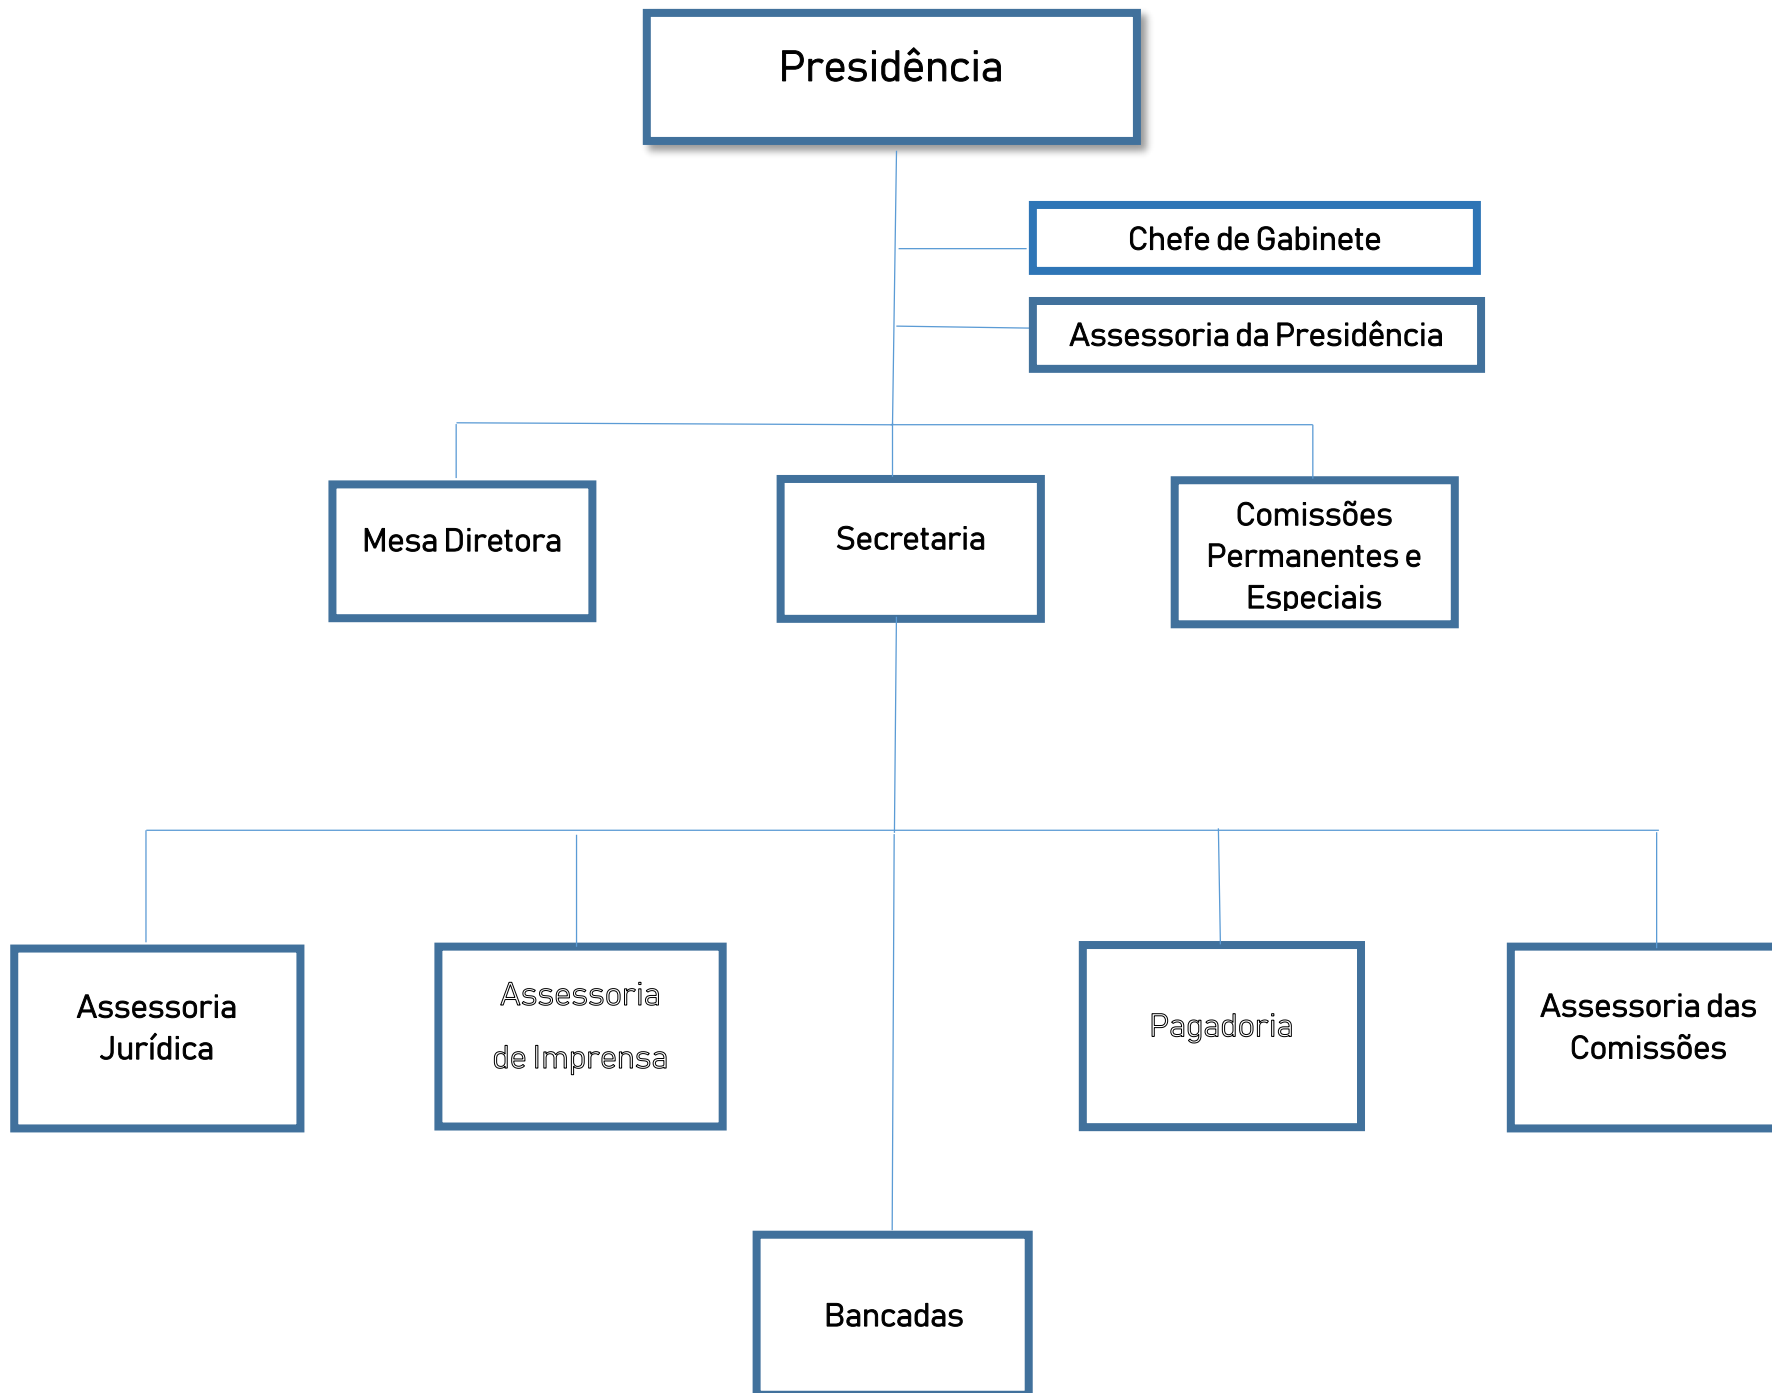 Presidência
Chefe de Gabinete
Assessoria da Presidência
Mesa Diretora
Secretaria
Comissões
Permanentes e
Especiais
Assessoria
Jurídica
Assessoria
de Imprensa
Pagadoria
Assessoria das
Comissões
Bancadas